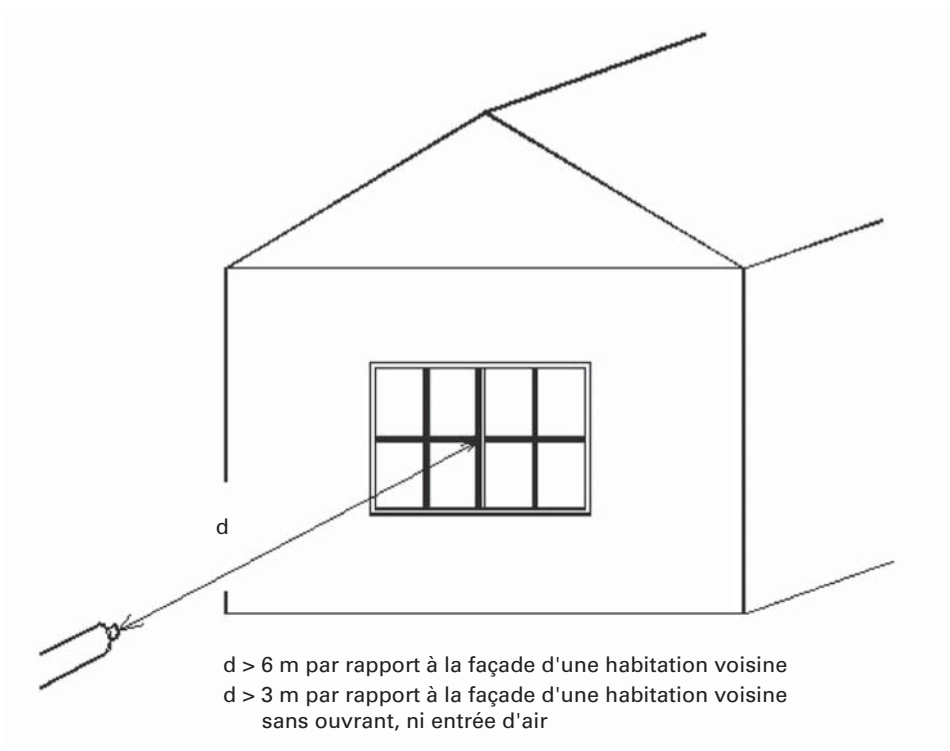 d
d > 6 m par rapport à la façade d'une habitation voisine
d > 3 m par rapport à la façade d'une habitation voisine
sans ouvrant, ni entrée d'air